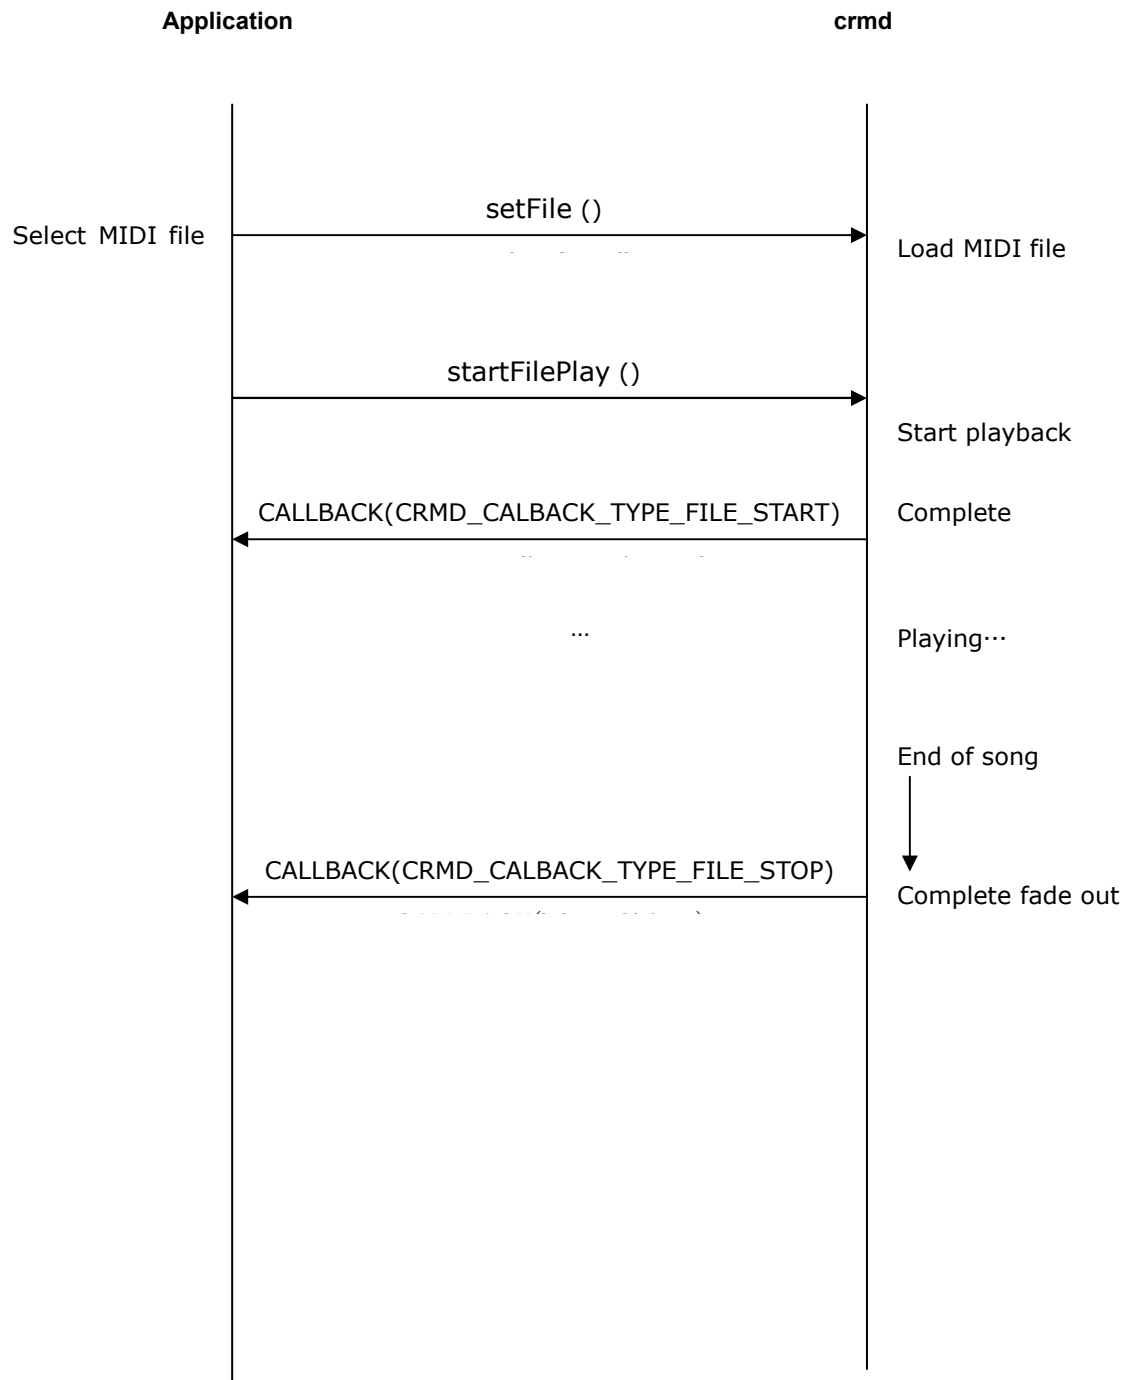 Application
crmd
setFile ()
Select MIDI file
Load MIDI file
startFilePlay ()
Start playback
CALLBACK(CRMD_CALBACK_TYPE_FILE_START)
Complete
...
Playing⋯
End of song
CALLBACK(CRMD_CALBACK_TYPE_FILE_STOP)
Complete fade out